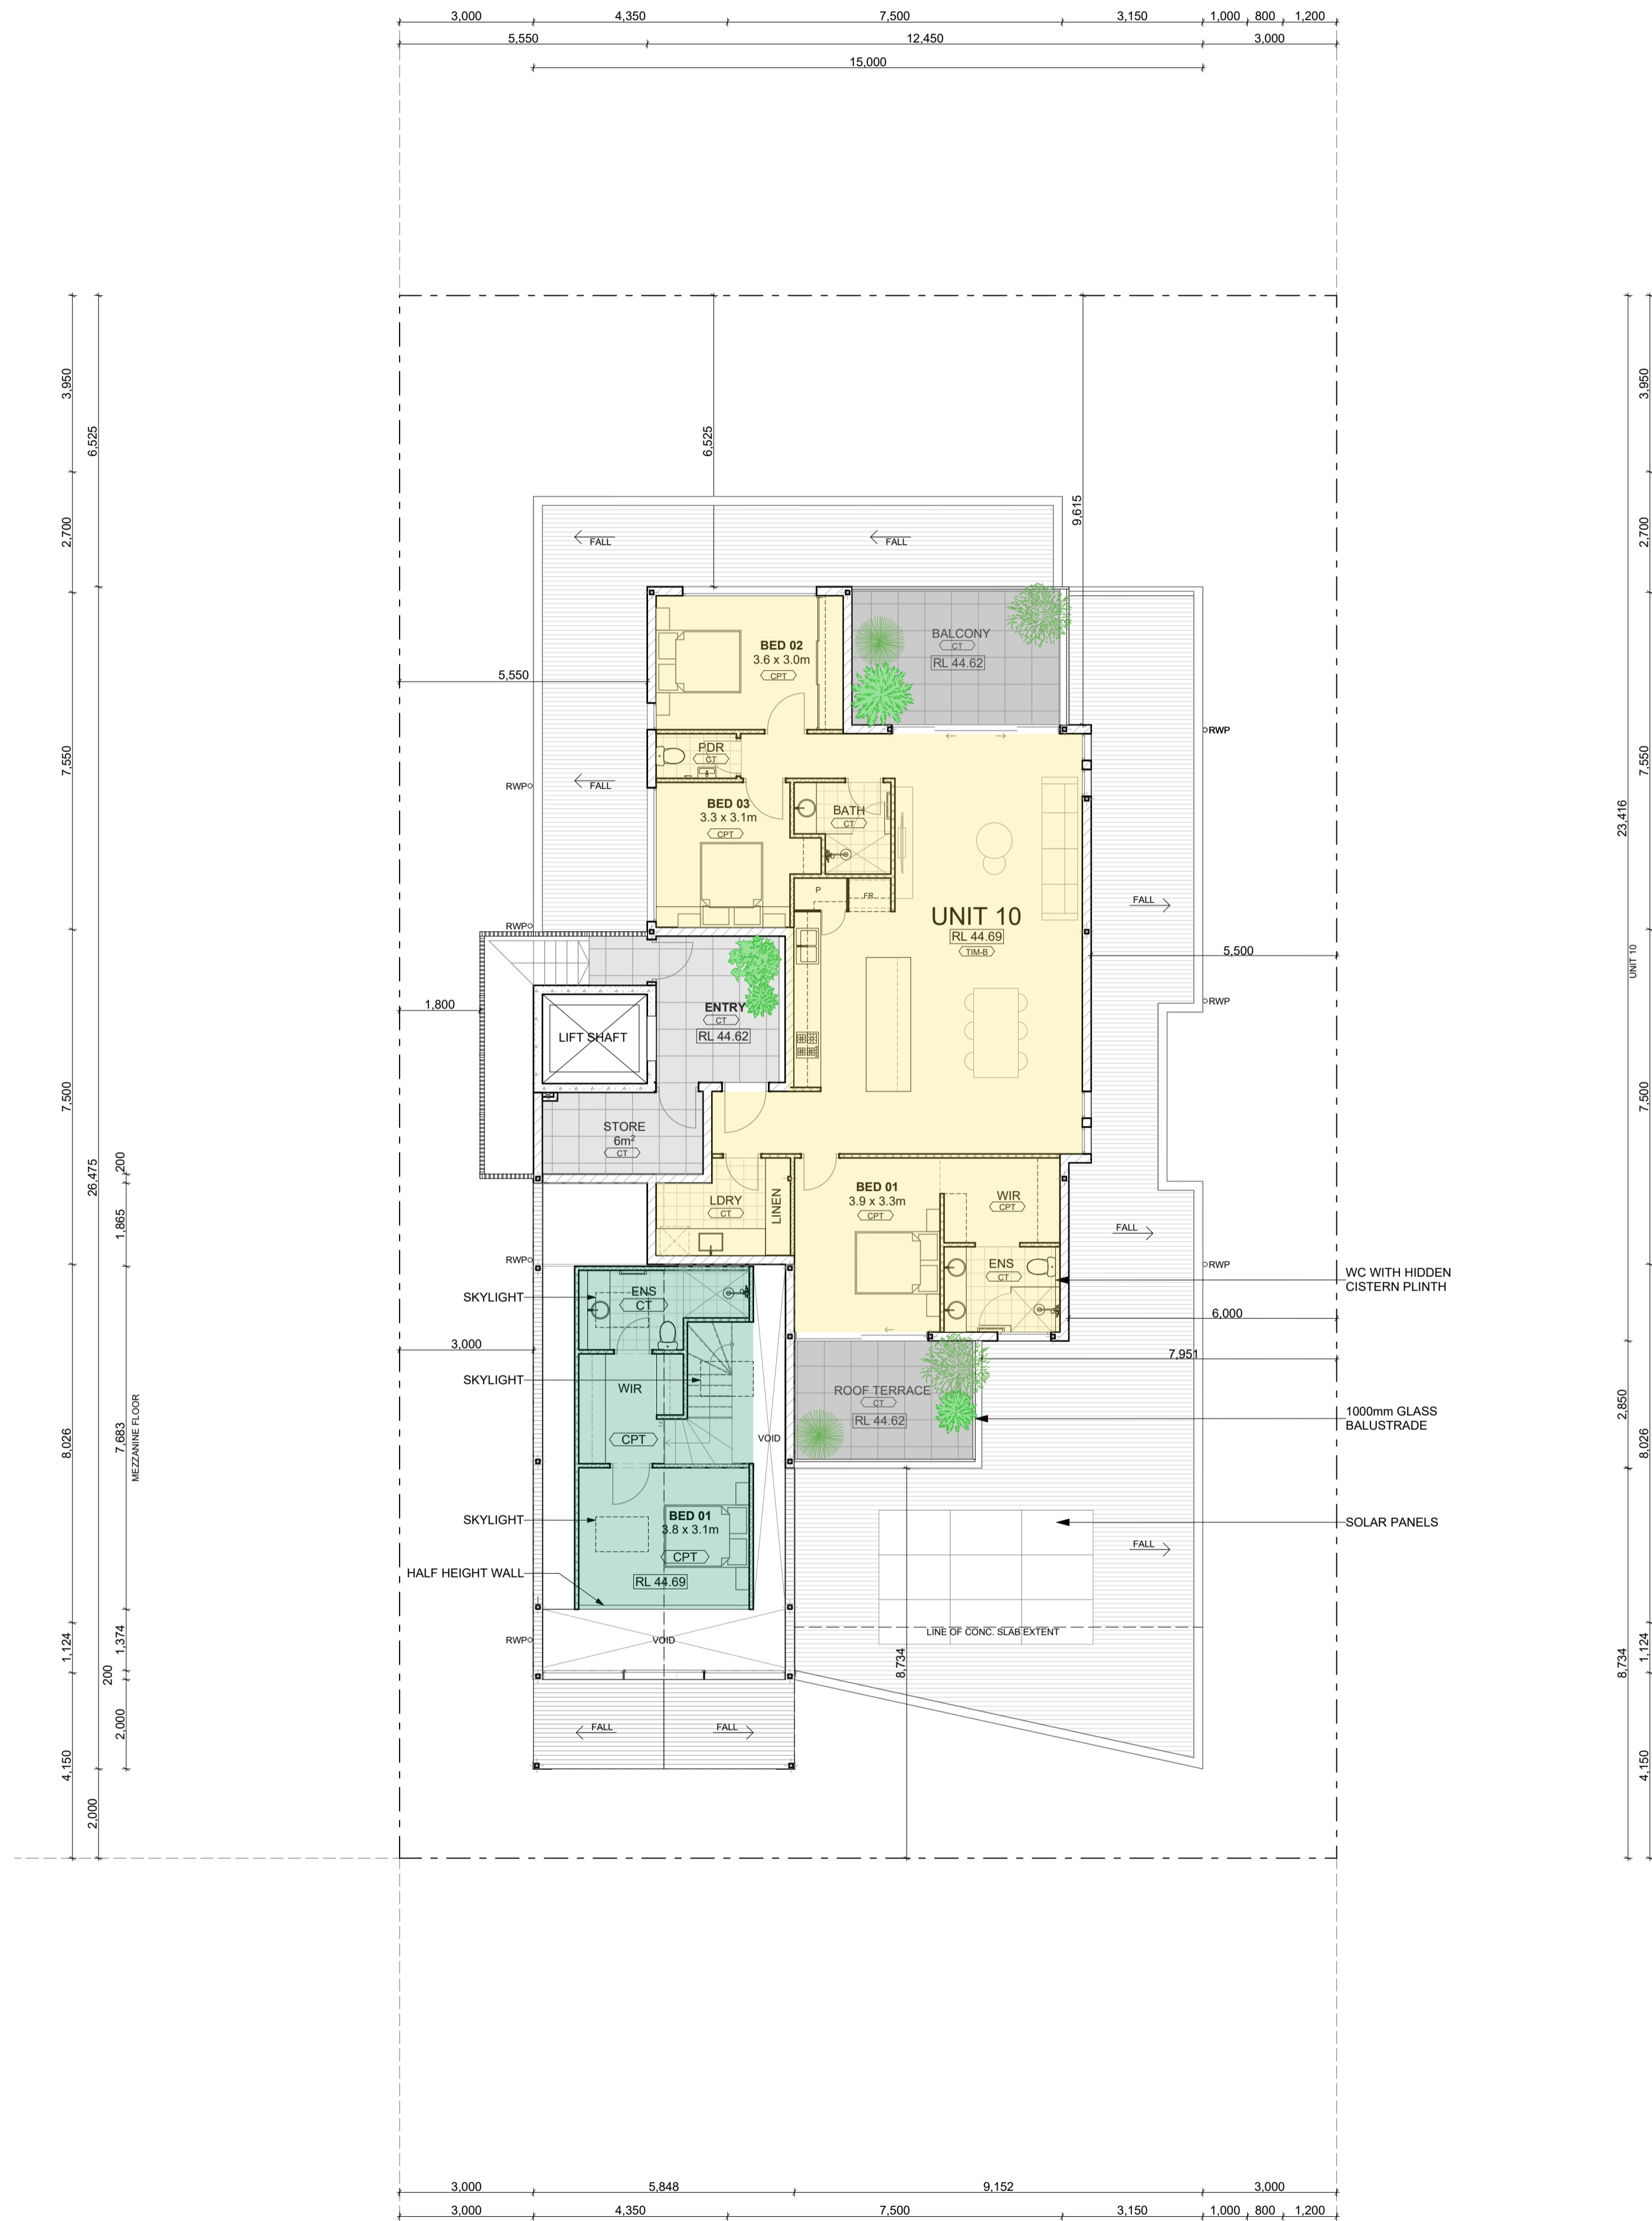 3,000 4,350 7,500 3,150 1,000 800 1,200
5,550 12,450 3,000
15,000
3,950
6,525
2,700
7,550
7,500
26,475
200
1,865
8,026
7,683
MEZZANINE FLOOR
1,124
1,374
200
2,000
4,150
2,000
6,525
9,615
FALL
FALL
BED 02
3.6 x 3.0m
CPT
BALCONY
CT
RL 44.62
5,550
RWP
PDR
CT
FALL
RWP
BED 03
3.3 x 3.1m
CPT
BATH
CT
P
FR
UNIT 10
RL 44.69
TIM-B
FALL
RWP
5,500
1,800
RWP
ENTRY
CT
RL 44.62
LIFT SHAFT
STORE
6m²
CT
LDRY
CT
LINEN
BED 01
3.9 x 3.3m
CPT
WIR
CPT
FALL
RWP
ENS
CT
RWP
WC WITH HIDDEN
CISTERN PLINTH
SKYLIGHT
ENS
CT
6,000
3,000
7,951
SKYLIGHT
WIR
CPT
VOID
ROOF TERRACE
CT
RL 44.62
1000mm GLASS
BALUSTRADE
SKYLIGHT
BED 01
3.8 x 3.1m
CPT
RL 44.69
SOLAR PANELS
FALL
HALF HEIGHT WALL
RWP
VOID
LINE OF CONC. SLAB EXTENT
8,734
FALL
FALL
3,950
2,700
7,550
23,416
UNIT 10
7,500
2,850
8,026
8,734
1,124
4,150
3,000 5,848 9,152 3,000
3,000 4,350 7,500 3,150 1,000 800 1,200